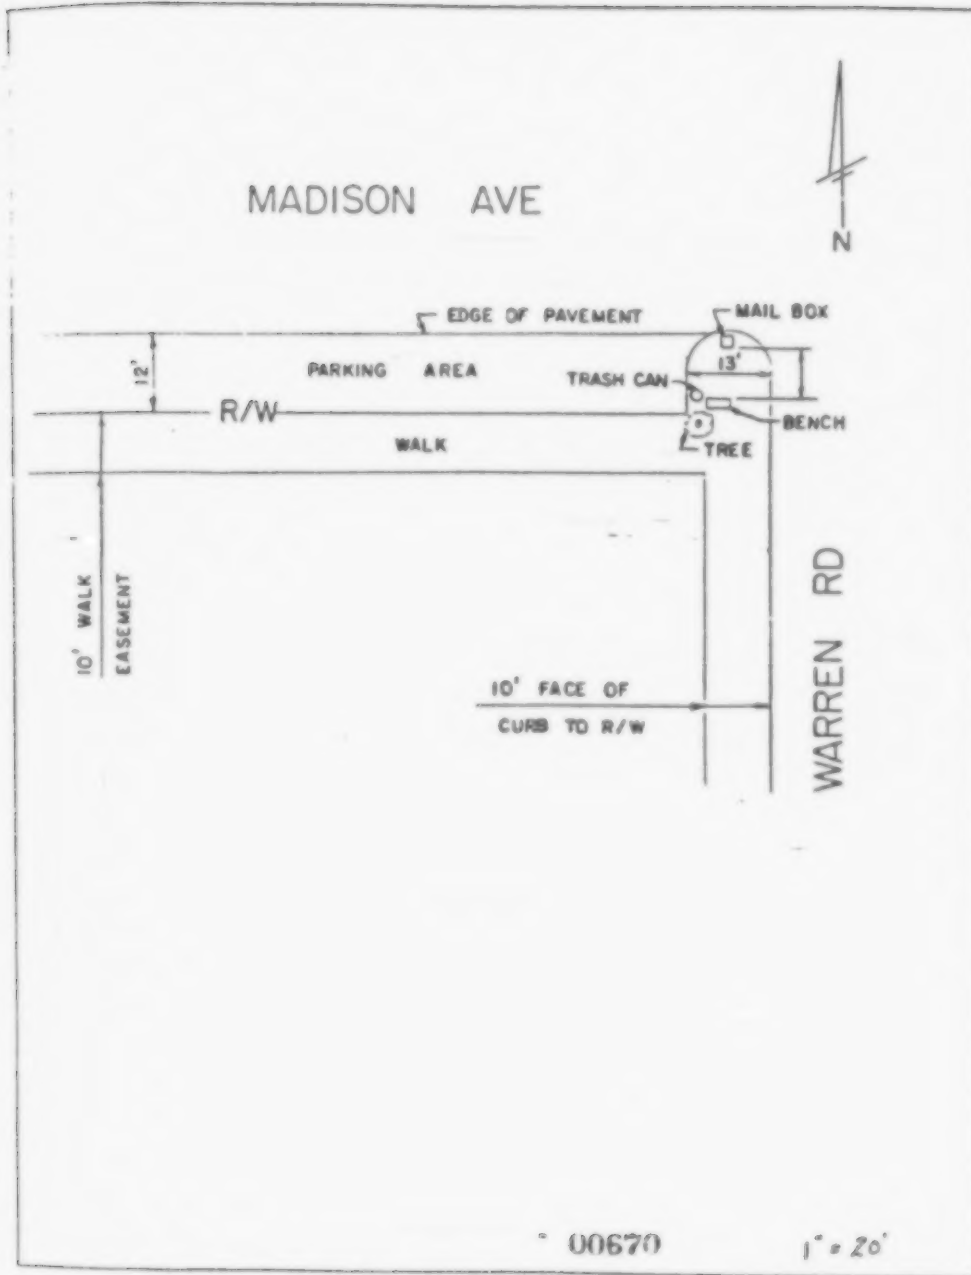 MADISON AVE
N
EDGE OF PAVEMENT
MAIL BOX
12'
PARKING AREA
13'
TRASH CAN
R/W
BENCH
WALK
TREE
10' WALK
EASEMENT
WARREN RD
10' FACE OF
CURB TO R/W
00670
1" = 20'